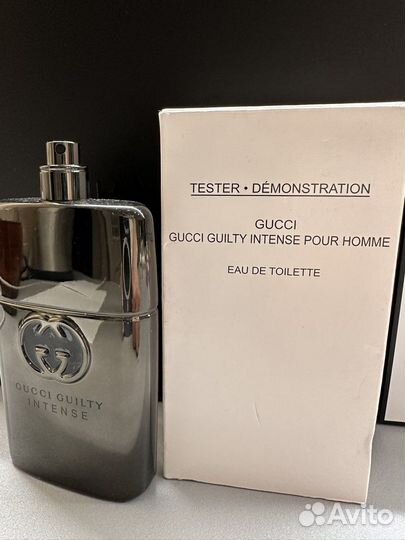 TESTER • DÉMONSTRATION
GUCCI
GUCCI GUILTY INTENSE POUR HOMME
EAU DE TOILETTE
GUCCI GUILTY
INTENSE
Avito